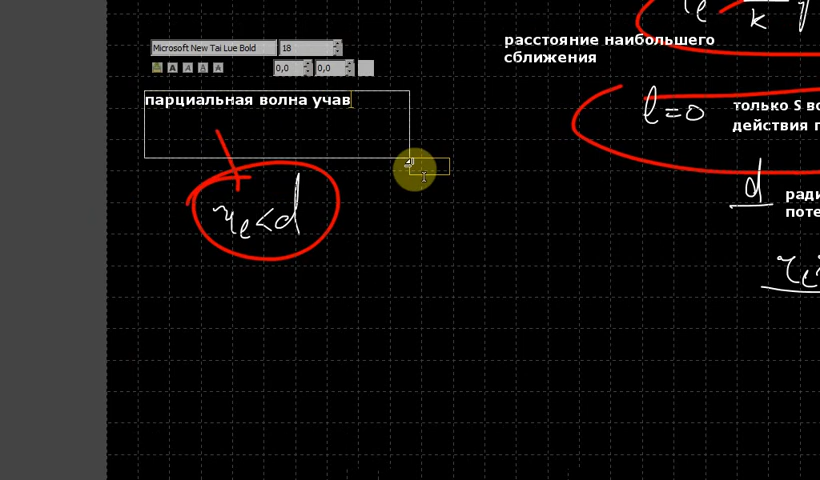 Microsoft New Tai Lue Bold 18
A A A A
0,0 0,0
парциальная волна учав
r_l < d
k
расстояние наибольшего
сближения
l = 0 только S
действия
d
ради
поте